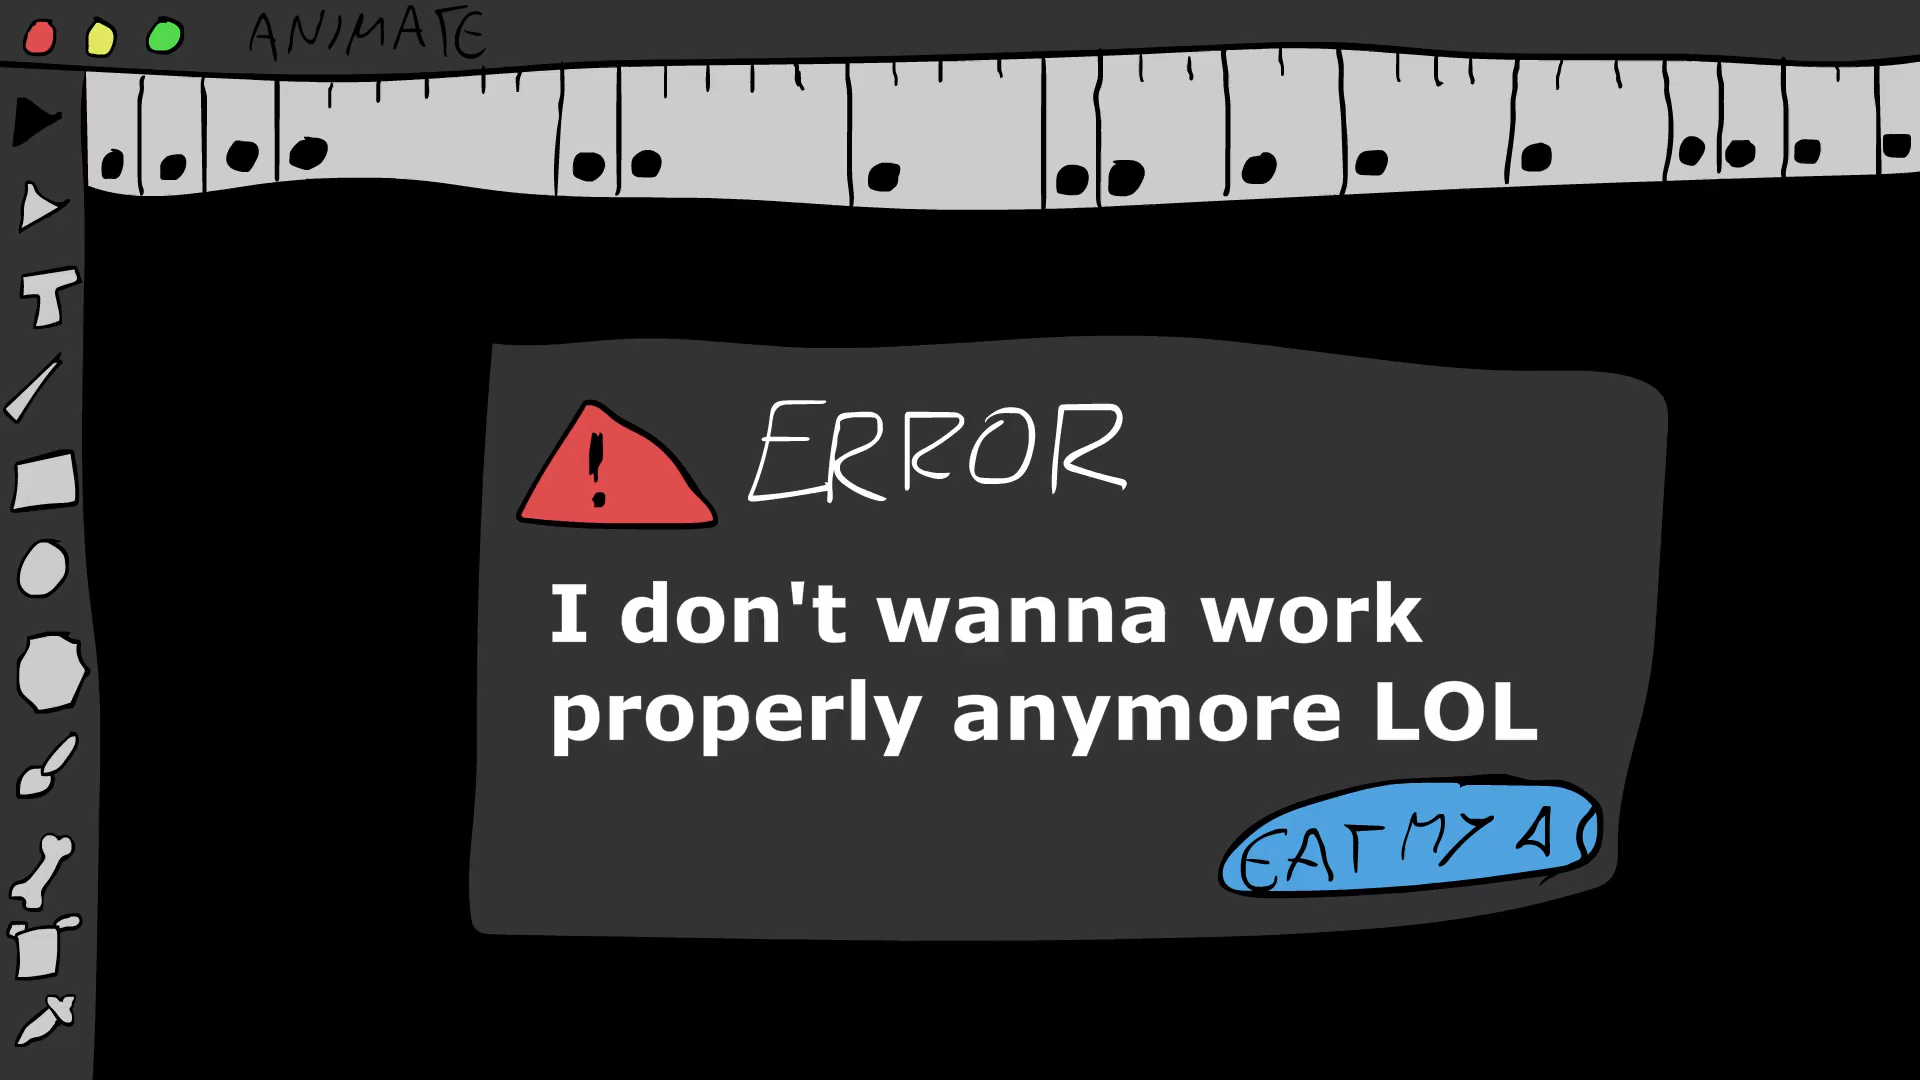 ANIMATE
!
ERROR
I don't wanna work
properly anymore LOL
EAT MY A